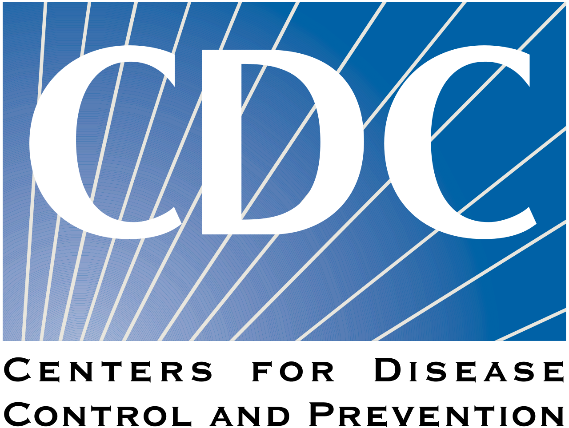 CDC
CENTERS FOR DISEASE
CONTROL AND PREVENTION